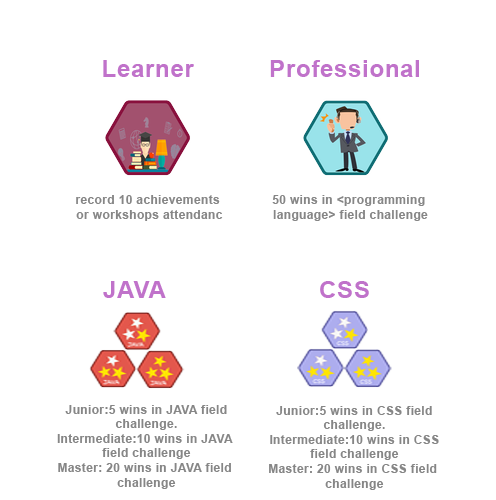 Learner
Professional
record 10 achievements
or workshops attendanc
50 wins in <programming
language> field challenge
JAVA
CSS
JAVA
JAVA
JAVA
CSS
CSS
CSS
Junior:5 wins in JAVA field
challenge.
Intermediate:10 wins in JAVA
field challenge
Master: 20 wins in JAVA field
challenge
Junior:5 wins in CSS field
challenge.
Intermediate:10 wins in CSS
field challenge
Master: 20 wins in CSS field
challenge